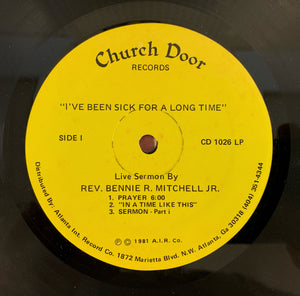 Church Door
RECORDS
"I'VE BEEN SICK FOR A LONG TIME"
SIDE I
CD 1026 LP
Live Sermon By
REV. BENNIE R. MITCHELL JR.
1. PRAYER 6:00
2. "IN A TIME LIKE THIS"
3. SERMON - Part i
Ⓟ © 1981 A.I.R. Co.
Distributed By: Atlanta Int. Record Co. 1872 Marietta Blvd. N.W. Atlanta, Ga 30318 (404) 351-4344